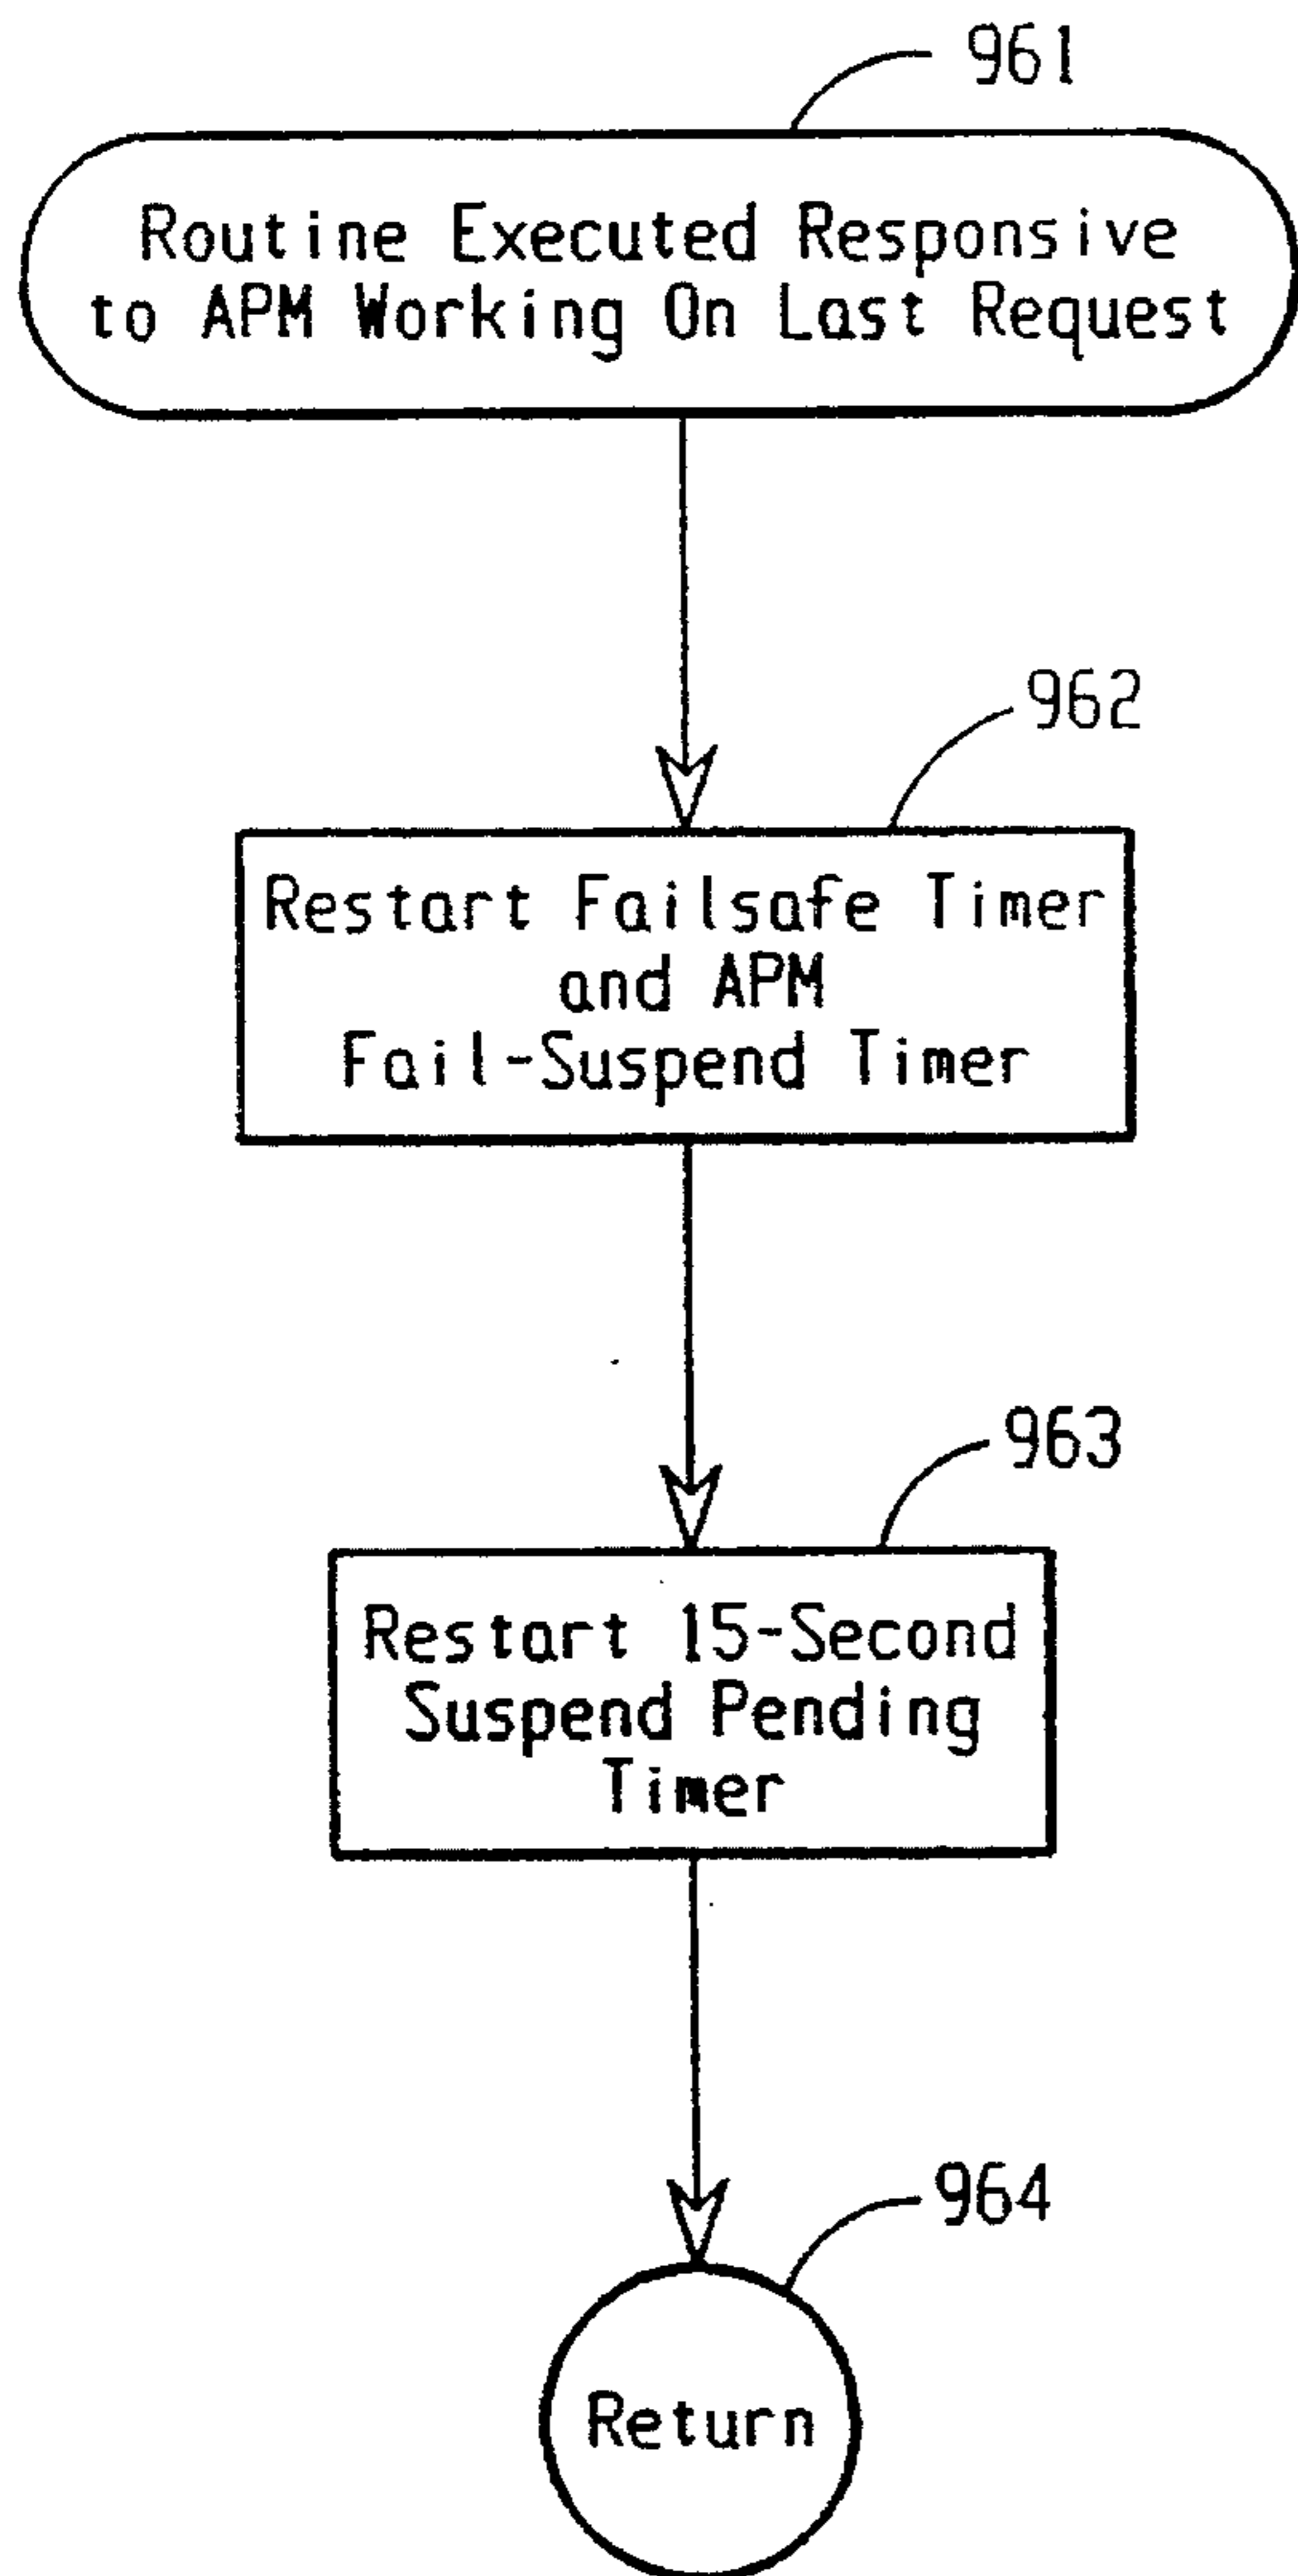 961
Routine Executed Responsive
to APM Working On Last Request
962
Restart Failsafe Timer
and APM
Fail-Suspend Timer
963
Restart 15-Second
Suspend Pending
Timer
964
Return